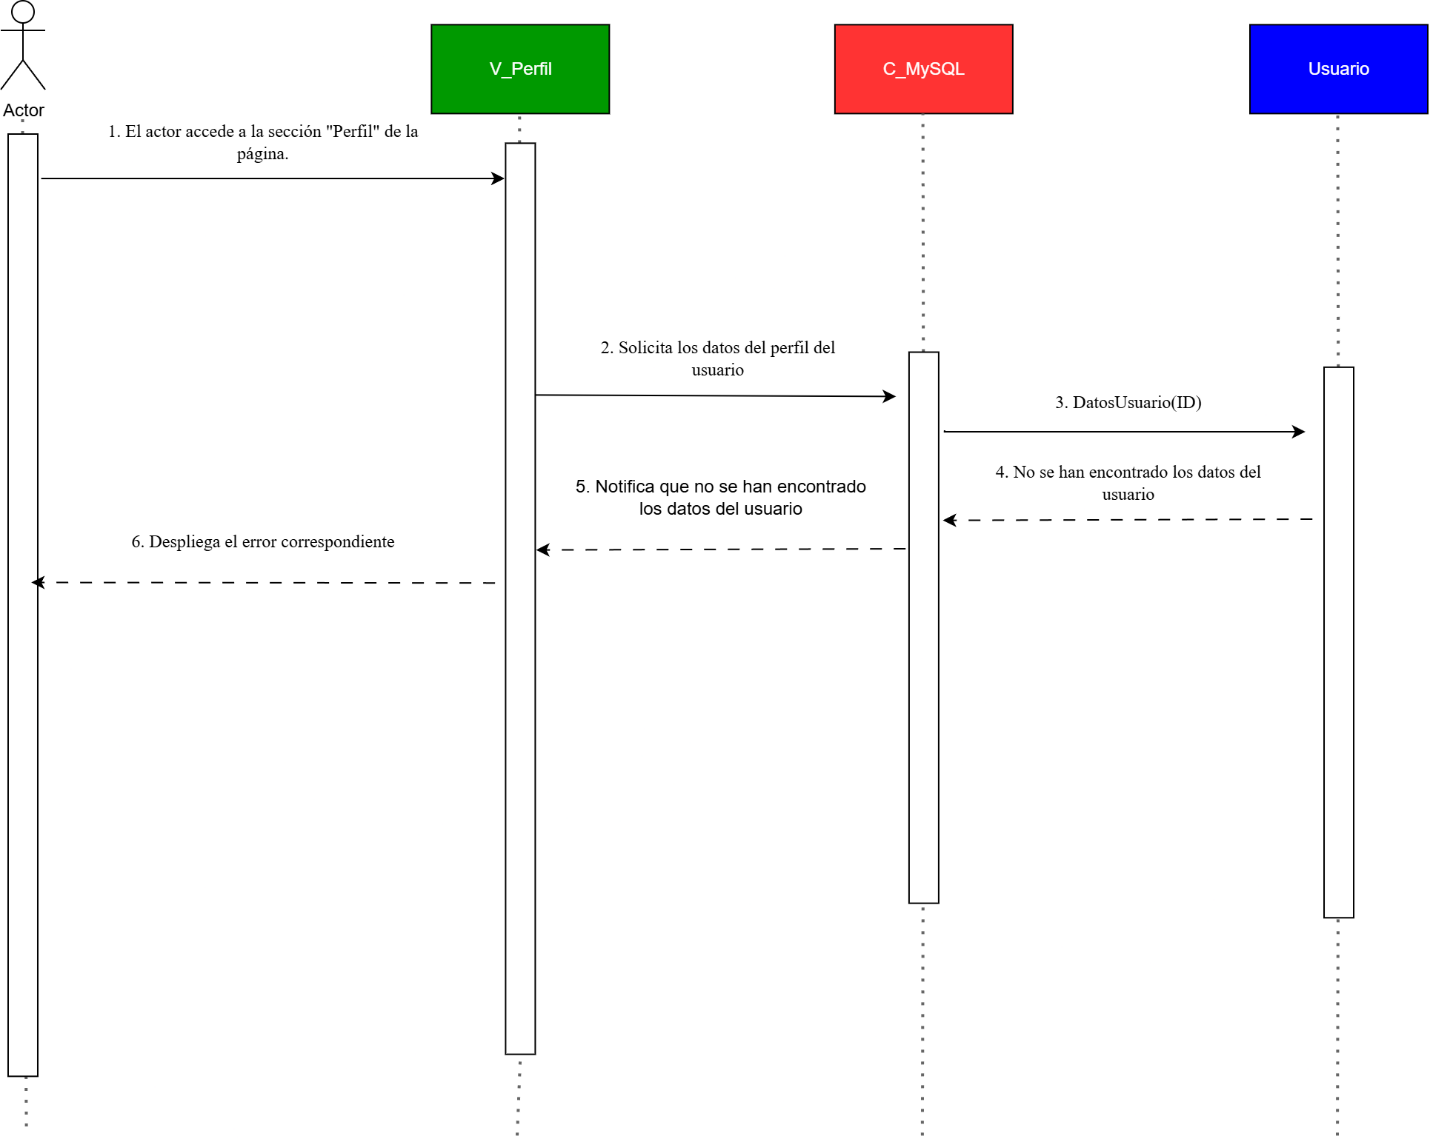 Actor
V_Perfil
C_MySQL
Usuario
1. El actor accede a la sección "Perfil" de la
página.
2. Solicita los datos del perfil del
usuario
3. DatosUsuario(ID)
4. No se han encontrado los datos del
usuario
5. Notifica que no se han encontrado
los datos del usuario
6. Despliega el error correspondiente